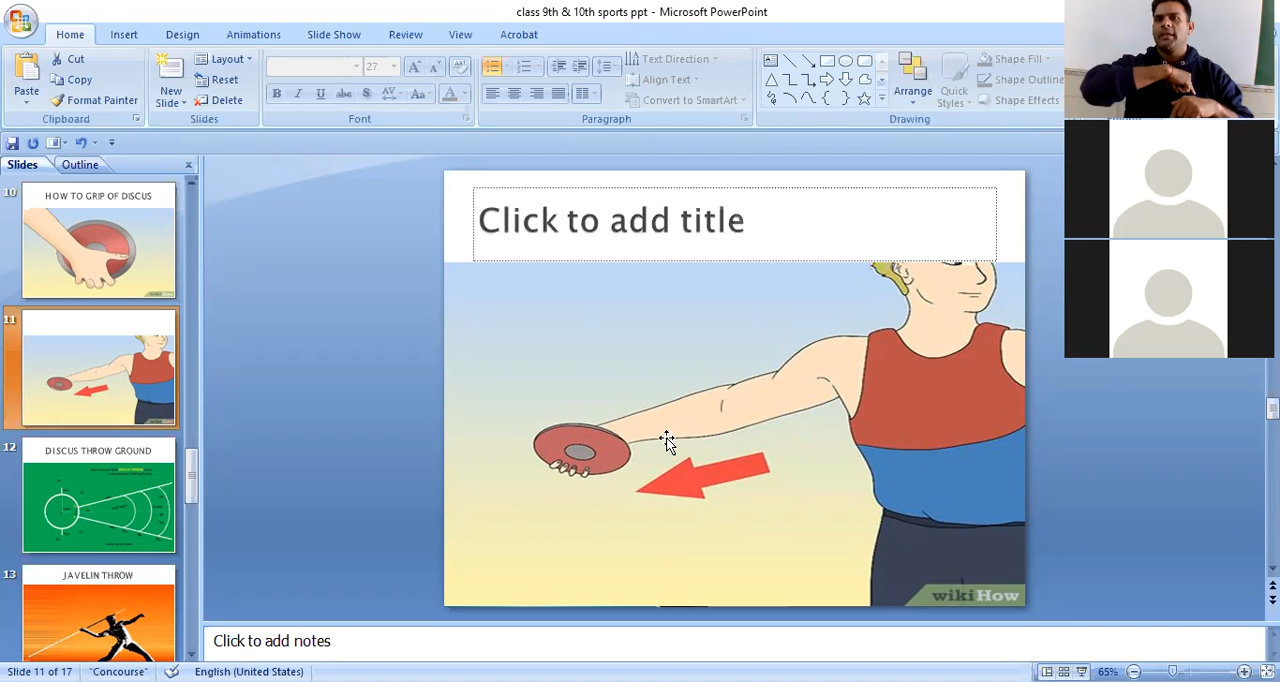 class 9th & 10th sports ppt - Microsoft PowerPoint
Home Insert Design Animations Slide Show Review View Acrobat
Paste
Cut
Copy
Format Painter
Clipboard
New Slide
Layout
Reset
Delete
Slides
27
B I U abc S AV Aa A
Font
Text Direction
Align Text
Convert to SmartArt
Paragraph
Arrange
Quick Styles
Shape Fill
Shape Outline
Shape Effects
Drawing
Slides Outline
10
HOW TO GRIP OF DISCUS
11
12
DISCUS THROW GROUND
13
JAVELIN THROW
Click to add title
wikiHow
Click to add notes
Slide 11 of 17 "Concourse" English (United States) 65%